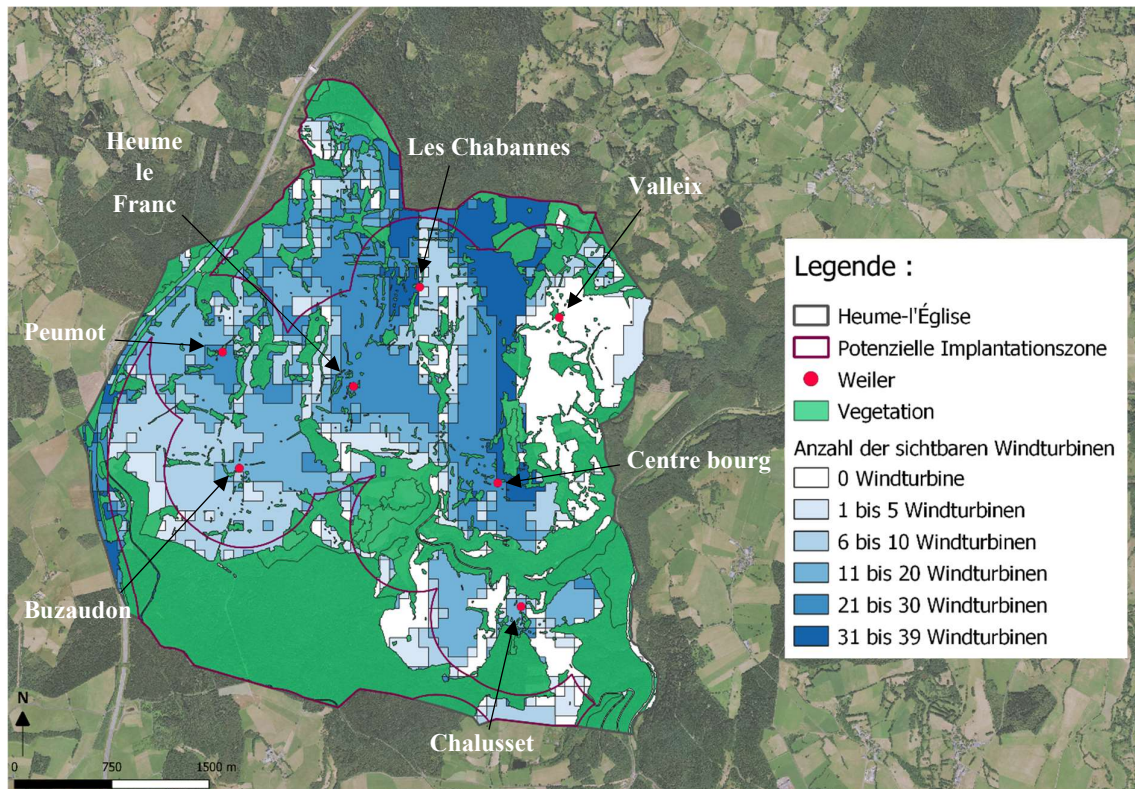 Heume
le
Franc
Les Chabannes
Valleix
Peumot
Centre bourg
Buzaudon
Chalusset
N
0 750 1500 m
Legende :
Heume-l'Église
Potenzielle Implantationszone
Weiler
Vegetation
Anzahl der sichtbaren Windturbinen
0 Windturbine
1 bis 5 Windturbinen
6 bis 10 Windturbinen
11 bis 20 Windturbinen
21 bis 30 Windturbinen
31 bis 39 Windturbinen